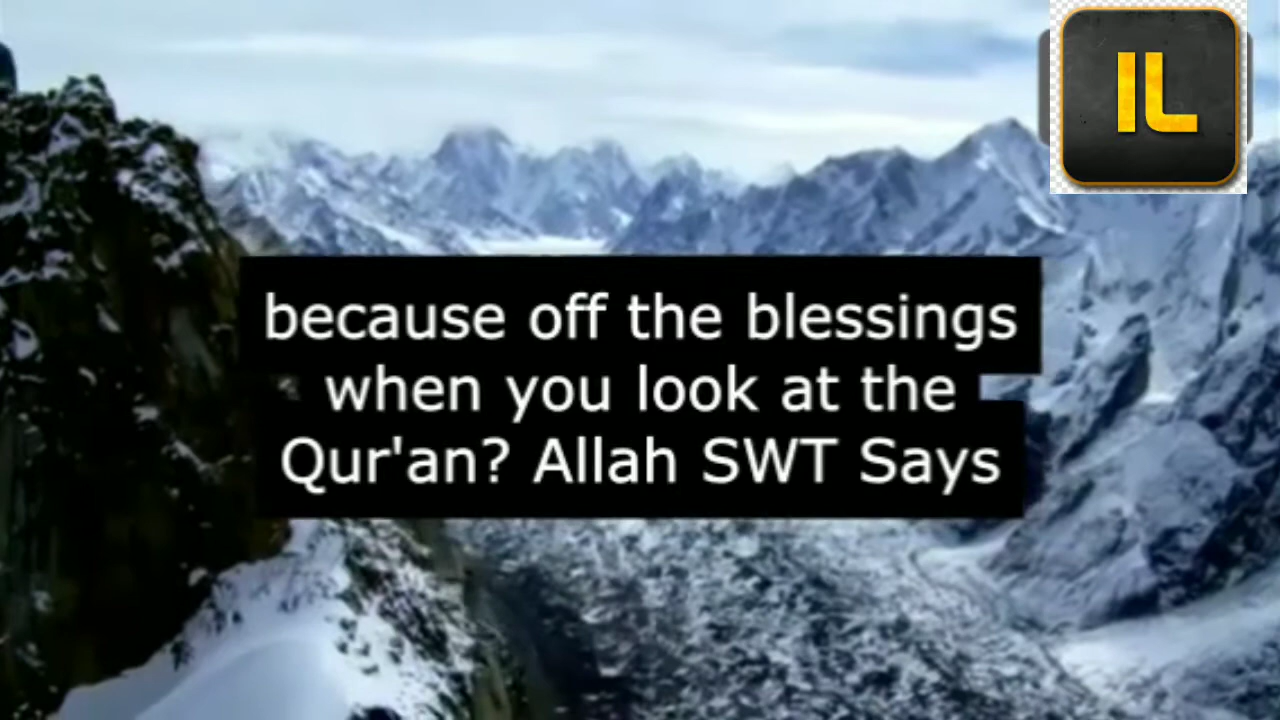 IL
because off the blessings
when you look at the
Qur'an? Allah SWT Says